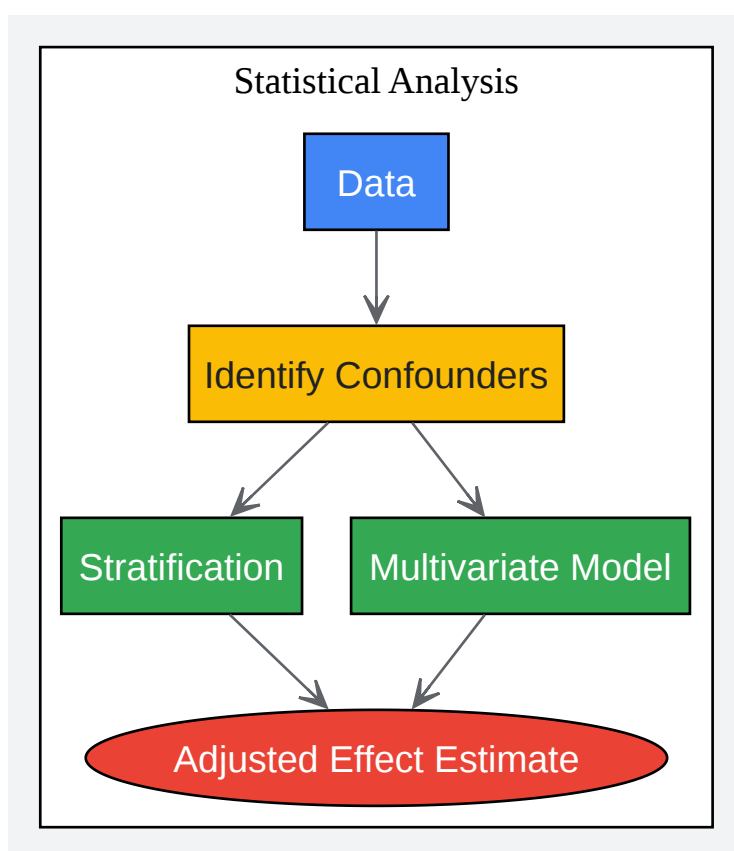 Statistical Analysis
Data
Identify Confounders
Stratification
Multivariate Model
Adjusted Effect Estimate